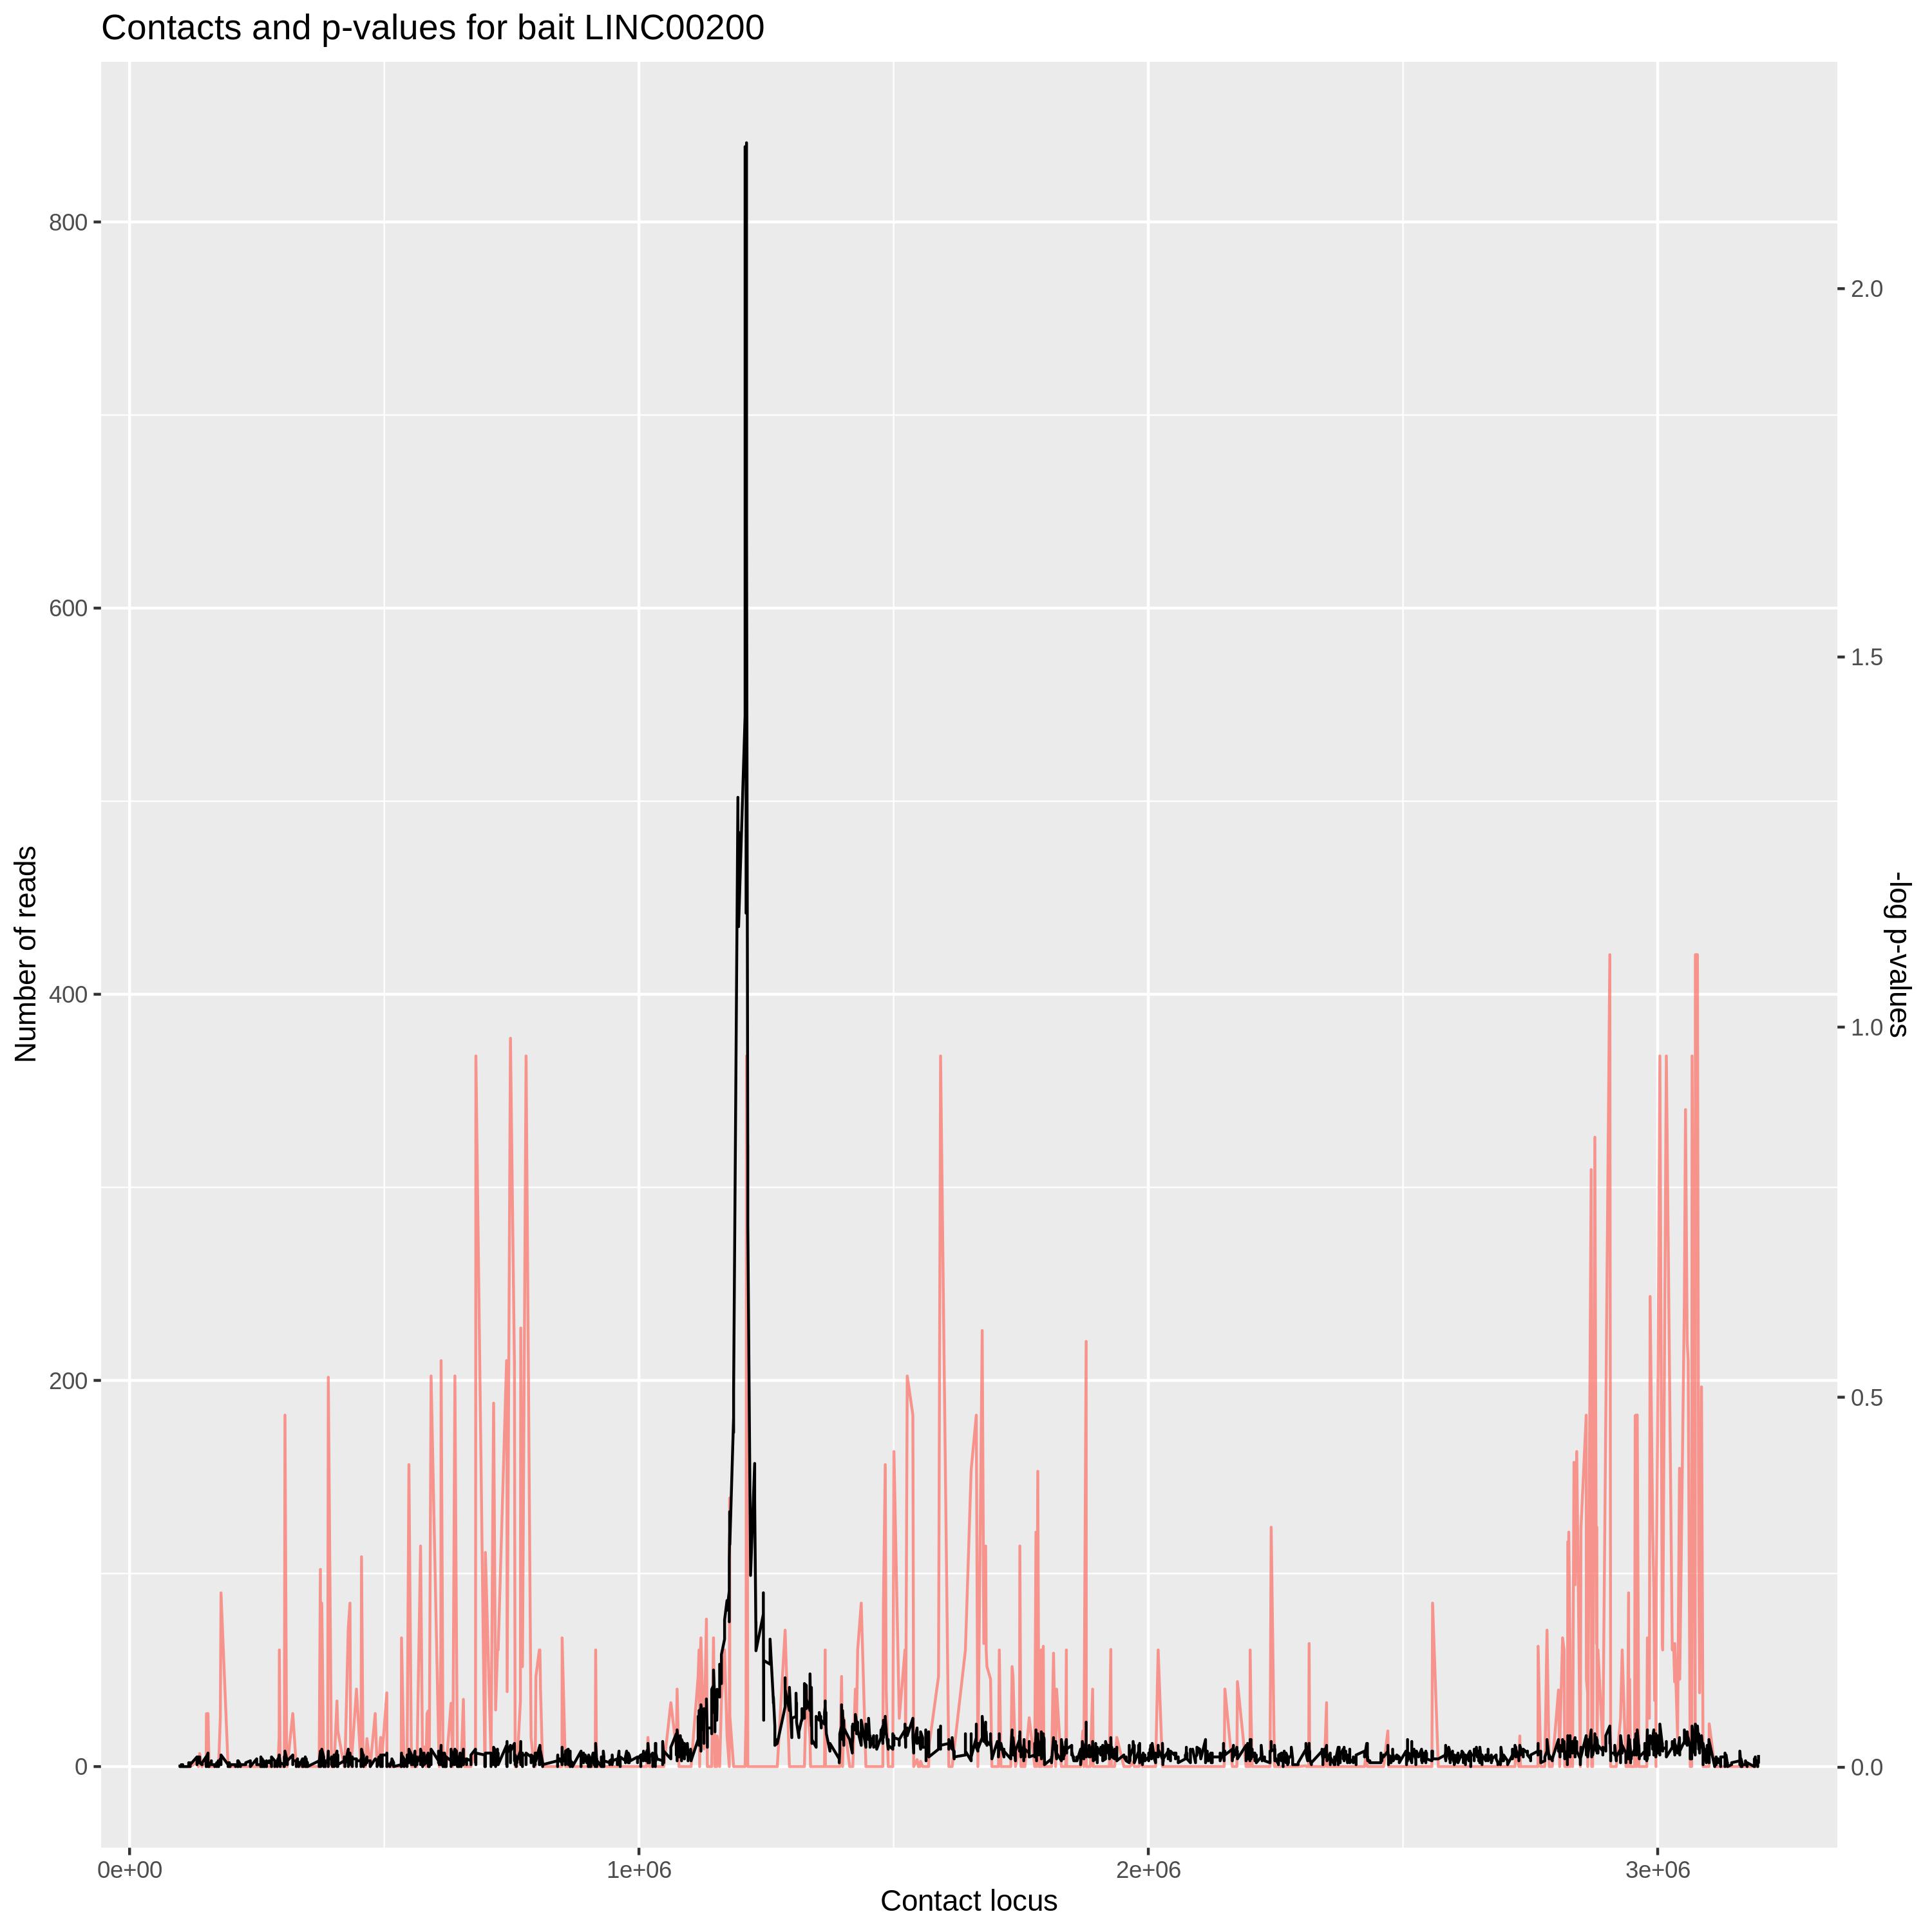 Contacts and p-values for bait LINC00200
Number of reads
800
600
400
200
0
2.0
1.5
1.0
0.5
0.0
-log p-values
0e+00
1e+06
2e+06
3e+06
Contact locus